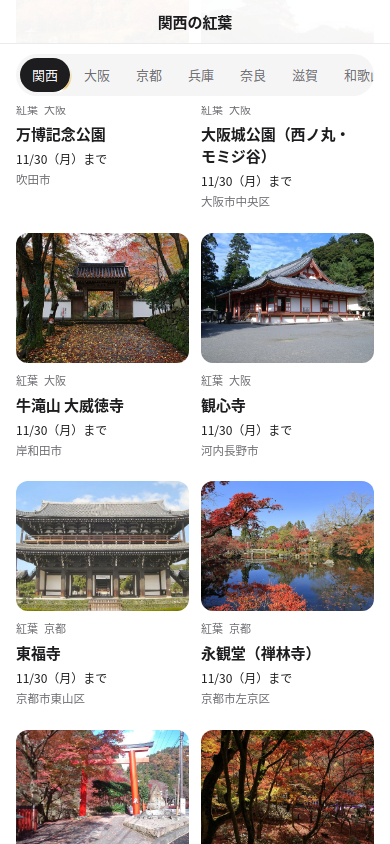 関西の紅葉
関西 大阪 京都 兵庫 奈良 滋賀
紅葉 大阪
万博記念公園
11/30（月）まで
吹田市
紅葉 大阪
大阪城公園（西ノ丸・
モミジ谷）
11/30（月）まで
大阪市中央区
紅葉 大阪
牛滝山 大威徳寺
11/30（月）まで
岸和田市
紅葉 大阪
観心寺
11/30（月）まで
河内長野市
紅葉 京都
東福寺
11/30（月）まで
京都市東山区
紅葉 京都
永観堂（禅林寺）
11/30（月）まで
京都市左京区